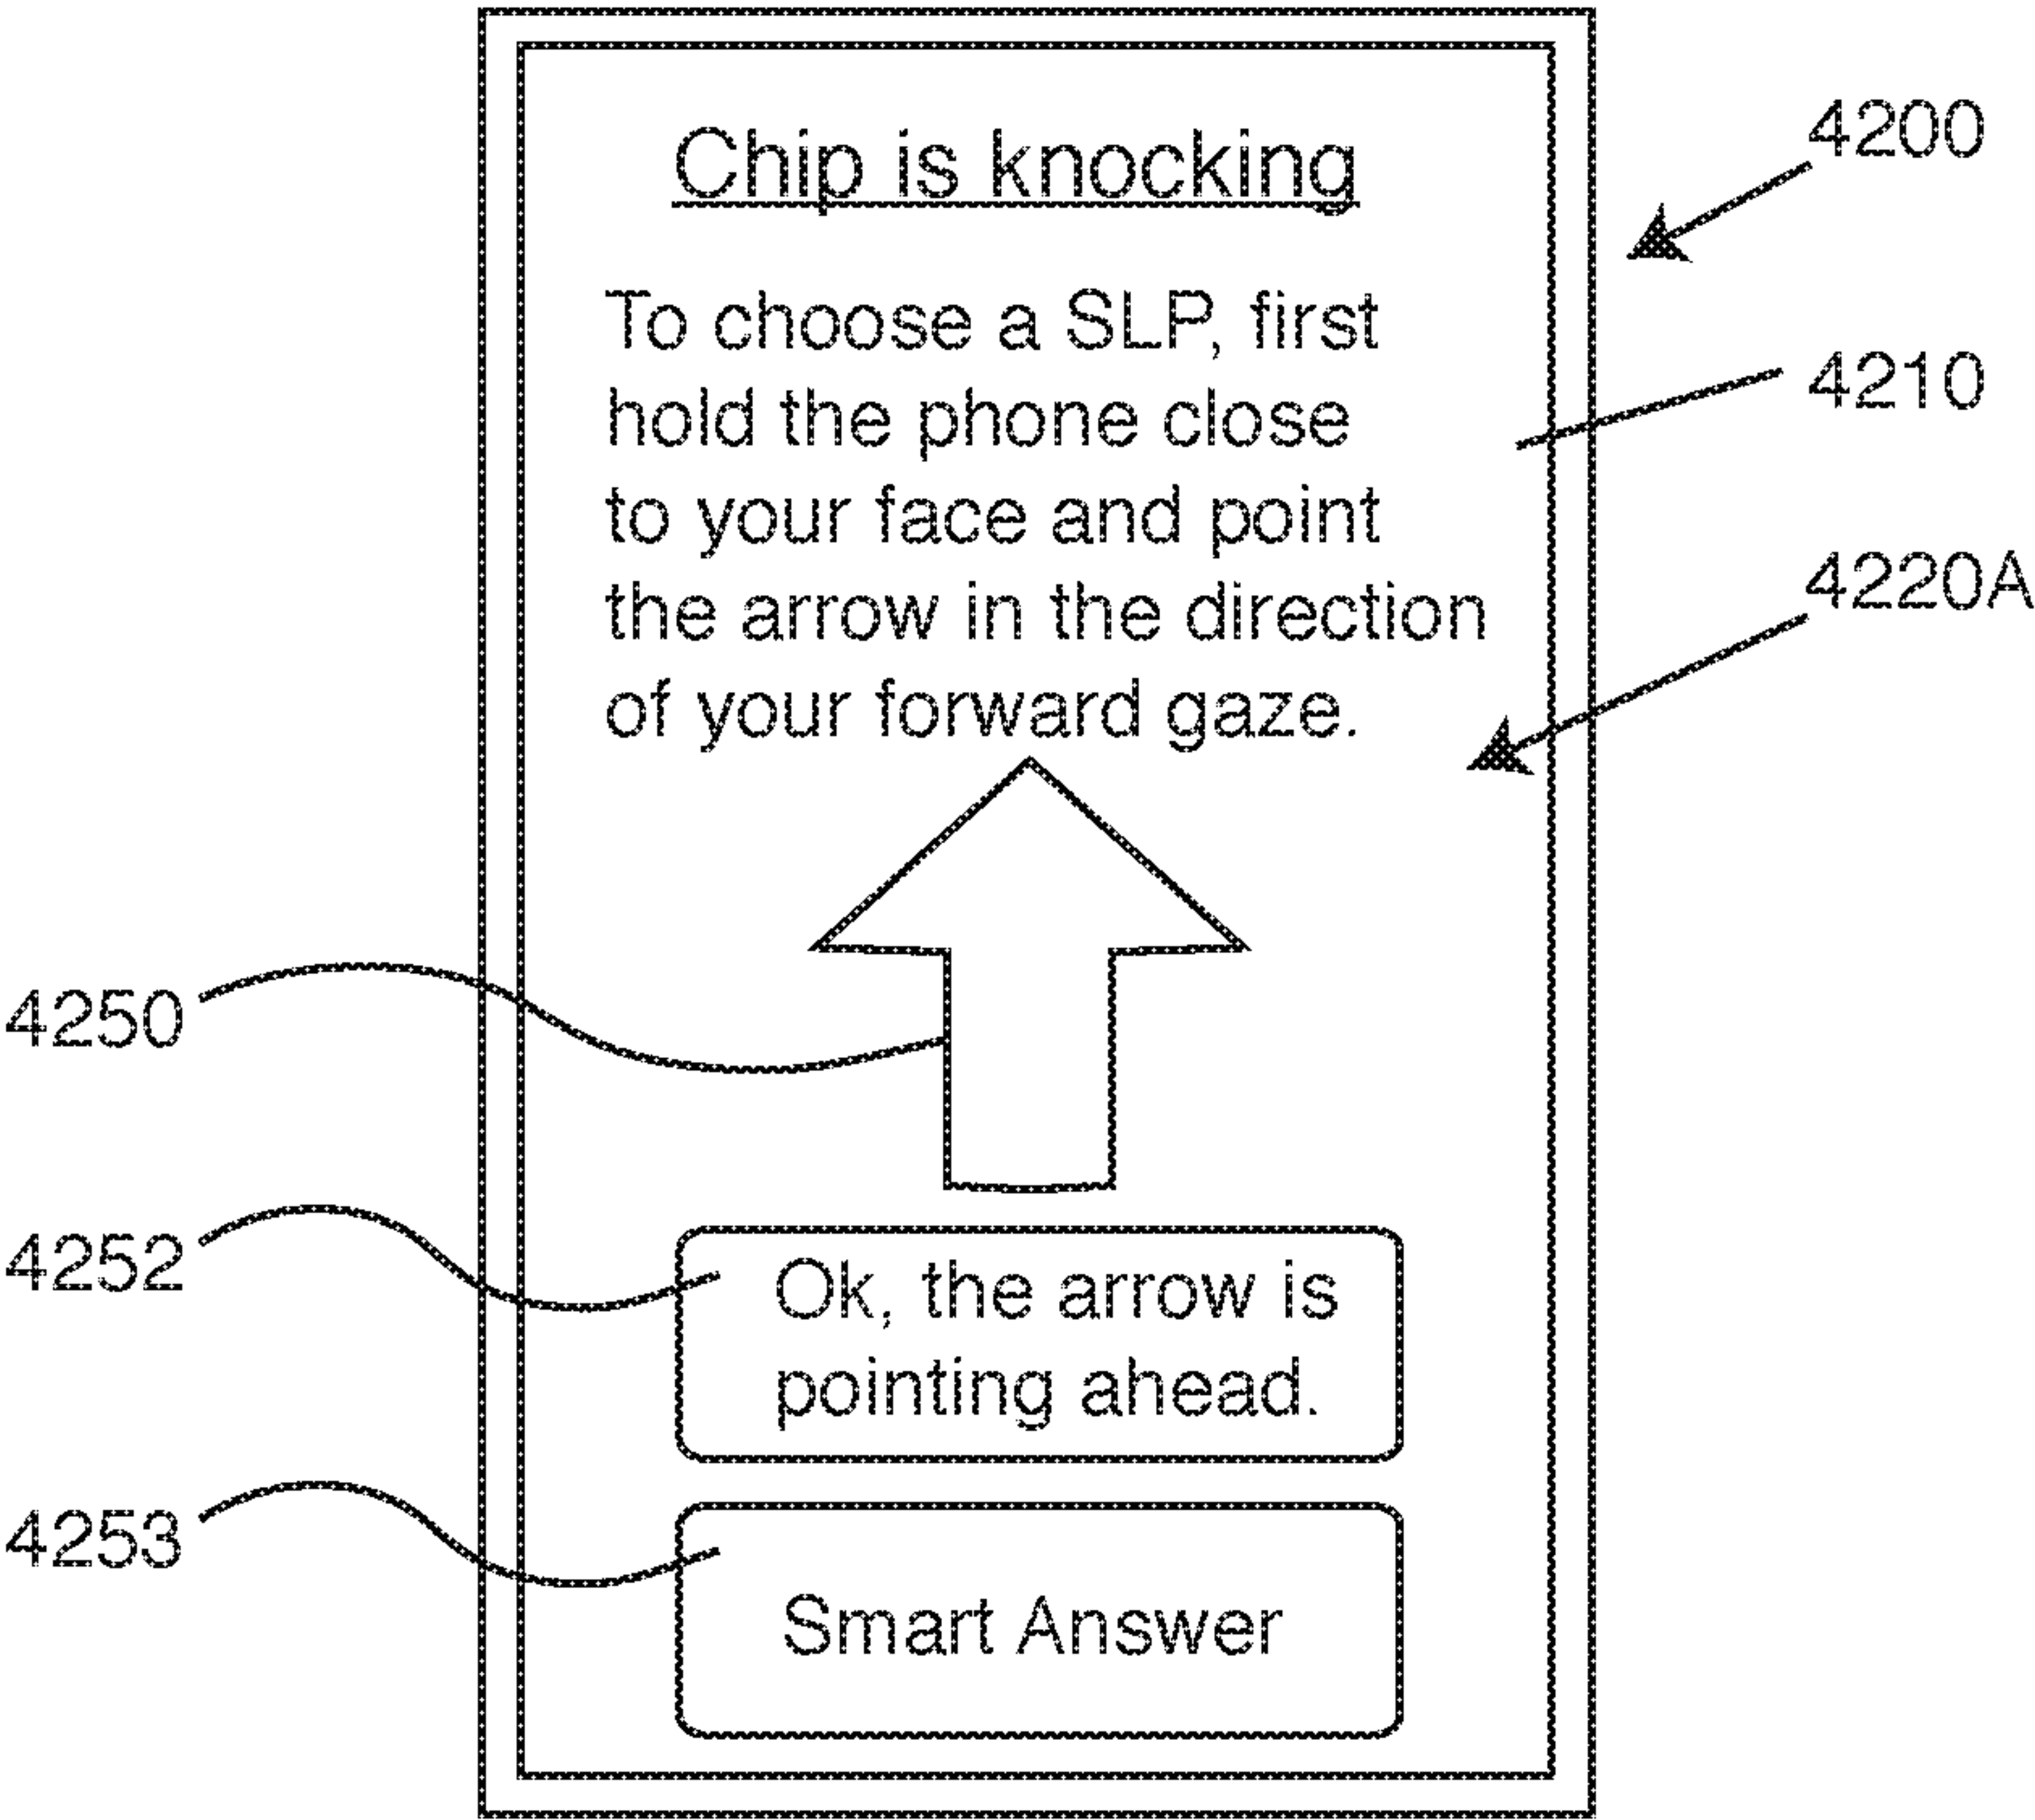 Chip is knocking
4200
To choose a SLP, first
hold the phone close
4210
to your face and point
the arrow in the direction
4220A
of your forward gaze.
4250
4252
Ok, the arrow is
pointing ahead.
4253
Smart Answer